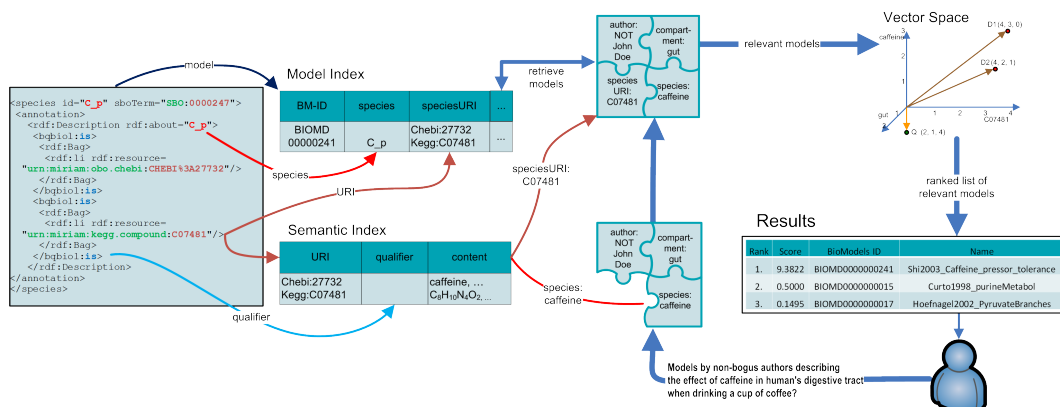 model
<species id="C_p" sboTerm="SBO:0000247">
<annotation>
<rdf:Description rdf:about="C_p">
<bqbiol:is>
<rdf:Bag>
<rdf:li rdf:resource=
"urn:miriam:obo.chebi:CHEBI%3A27732"/>
</rdf:Bag>
</bqbiol:is>
<bqbiol:is>
<rdf:Bag>
<rdf:li rdf:resource=
"urn:miriam:kegg.compound:C07481"/>
</rdf:Bag>
</bqbiol:is>
</rdf:Description>
</annotation>
</species>
species
URI
qualifier
Model Index
BM-ID species speciesURI ...
BIOMD
00000241
C_p
Chebi:27732
Kegg:C07481
...
Semantic Index
URI qualifier content
Chebi:27732
Kegg:C07481
caffeine, …
C8H10N4O2, ...
retrieve
models
speciesURI:
C07481
species:
caffeine
author:
NOT
John
Doe
compart-
ment:
gut
species
URI:
C07481
species:
caffeine
author:
NOT
John
Doe
compart-
ment:
gut
species:
caffeine
relevant models
Vector Space
caffeine
3
2
1
D1(4, 3, 0)
D2(4, 2, 1)
1
1 2 3 4
gut
C07481
Q (2, 1, 4)
ranked list of
relevant models
Results
Rank Score BioModels ID Name
1. 9.3822 BIOMD0000000241 Shi2003_Caffeine_pressor_tolerance
2. 0.5000 BIOMD0000000015 Curto1998_purineMetabol
3. 0.1495 BIOMD0000000017 Hoefnagel2002_PyruvateBranches
Models by non-bogus authors describing
the effect of caffeine in human's digestive tract
when drinking a cup of coffee?